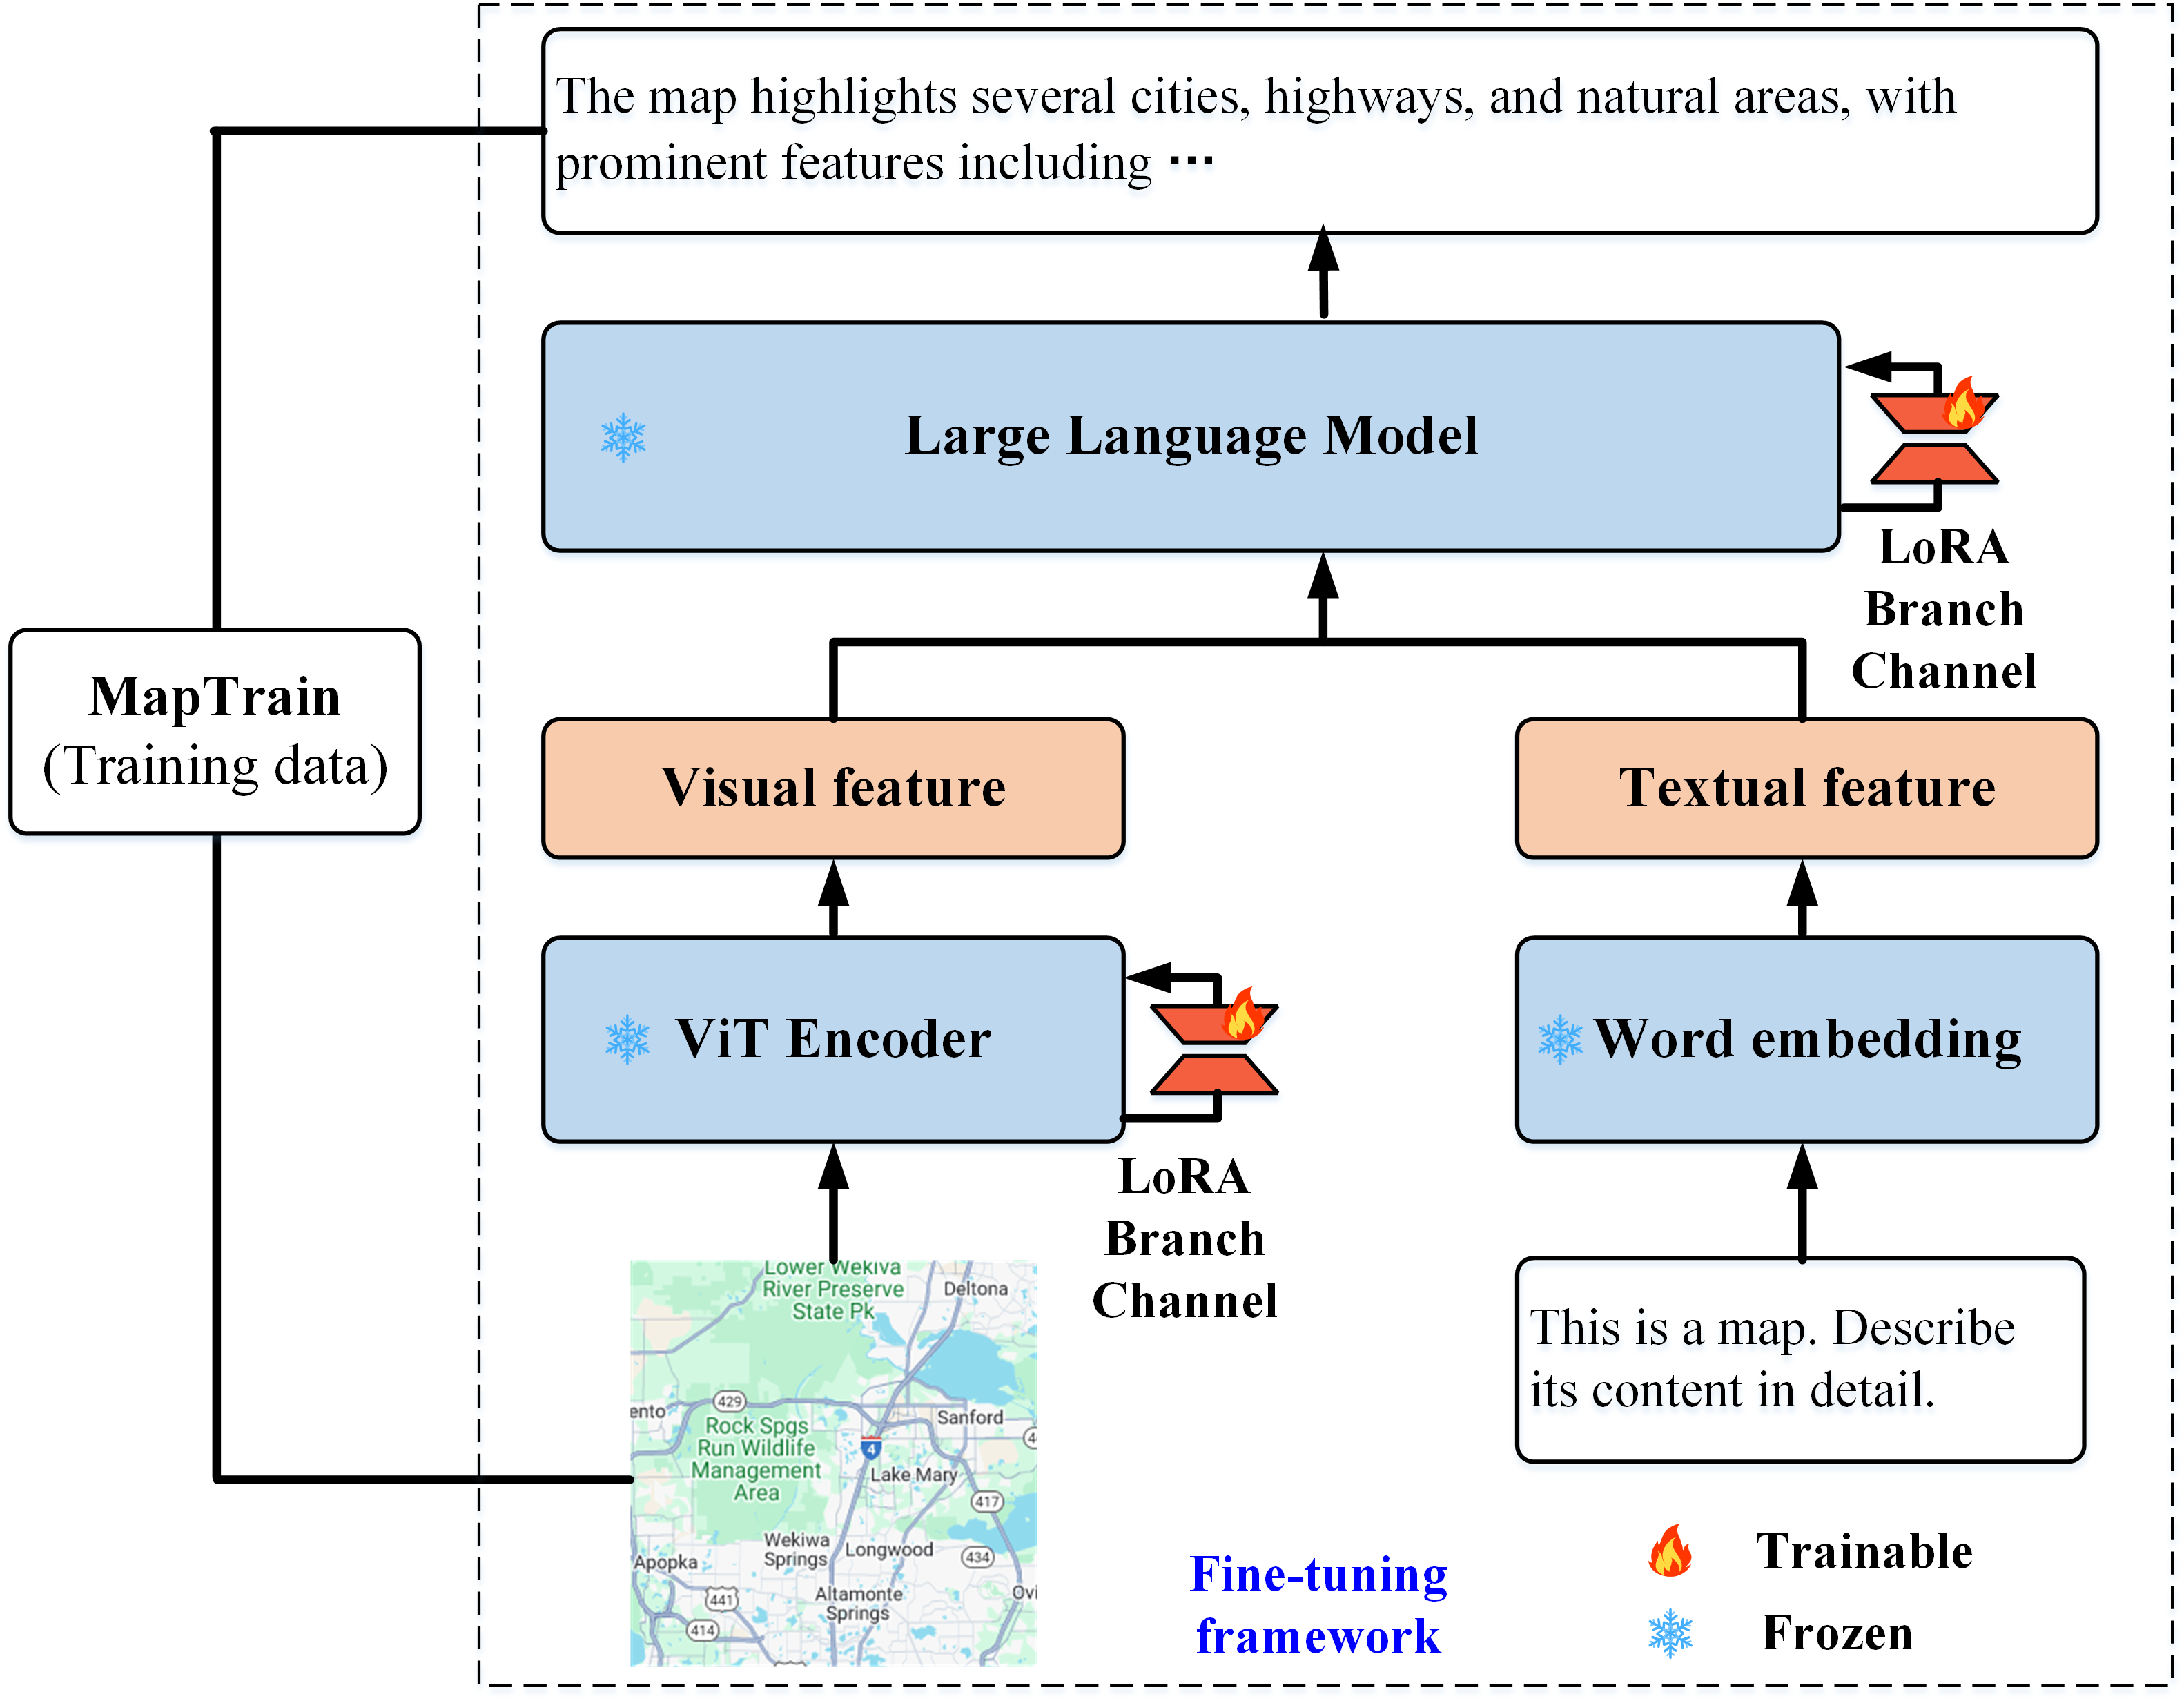 The map highlights several cities, highways, and natural areas, with
prominent features including ···
Large Language Model
LoRA
Branch
Channel
MapTrain
(Training data)
Visual feature
Textual feature
ViT Encoder
Word embedding
LoRA
Branch
Channel
Lower Wekiva
River Preserve
State Pk
Deltona
429
ento
Rock Spgs
Run Wildlife
Management
Area
Sanford
4
4
Lake Mary
417
Wekiwa
Springs
Longwood
434
Apopka
441
Altamonte
Springs
Ovi
414
This is a map. Describe
its content in detail.
Fine-tuning
framework
Trainable
Frozen